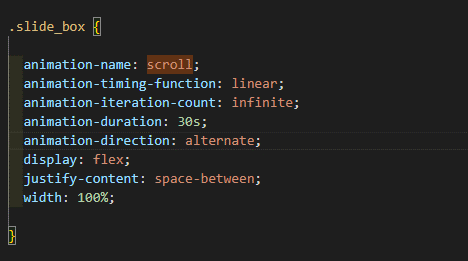 .slide_box {
animation-name: scroll;
animation-timing-function: linear;
animation-iteration-count: infinite;
animation-duration: 30s;
animation-direction: alternate;
display: flex;
justify-content: space-between;
width: 100%;
}